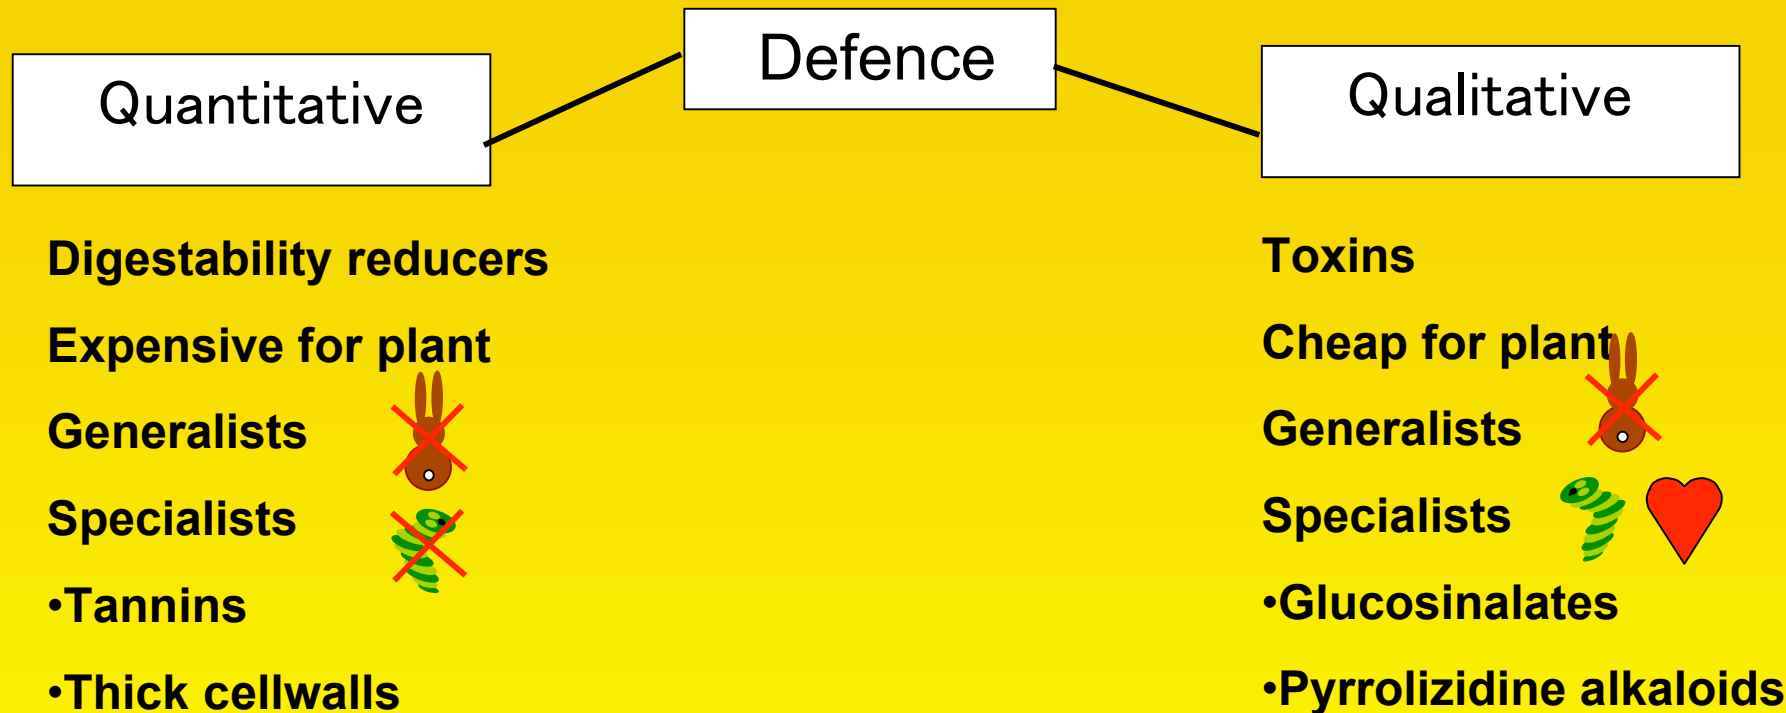 Defence
Quantitative
Digestability reducers
Expensive for plant
Generalists
Specialists
•Tannins
•Thick cellwalls
Qualitative
Toxins
Cheap for plant
Generalists
Specialists
•Glucosinalates
•Pyrrolizidine alkaloids